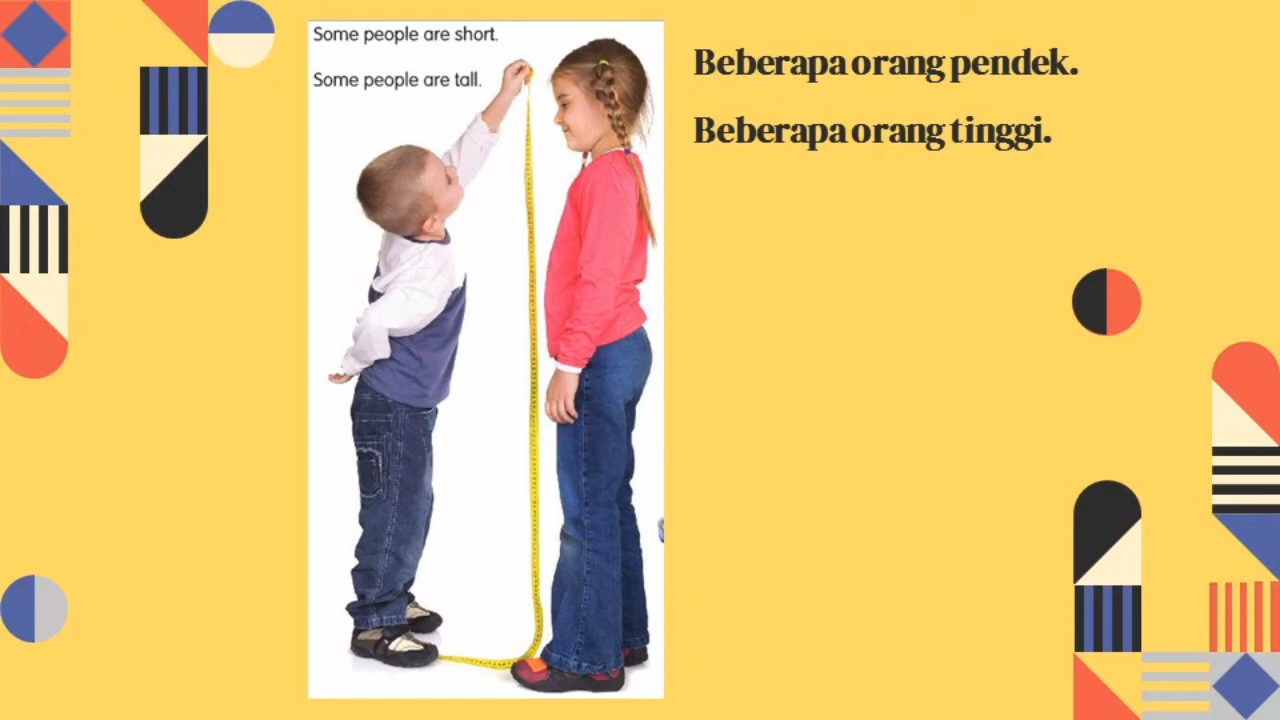 Some people are short.
Some people are tall.
Beberapa orang pendek.
Beberapa orang tinggi.